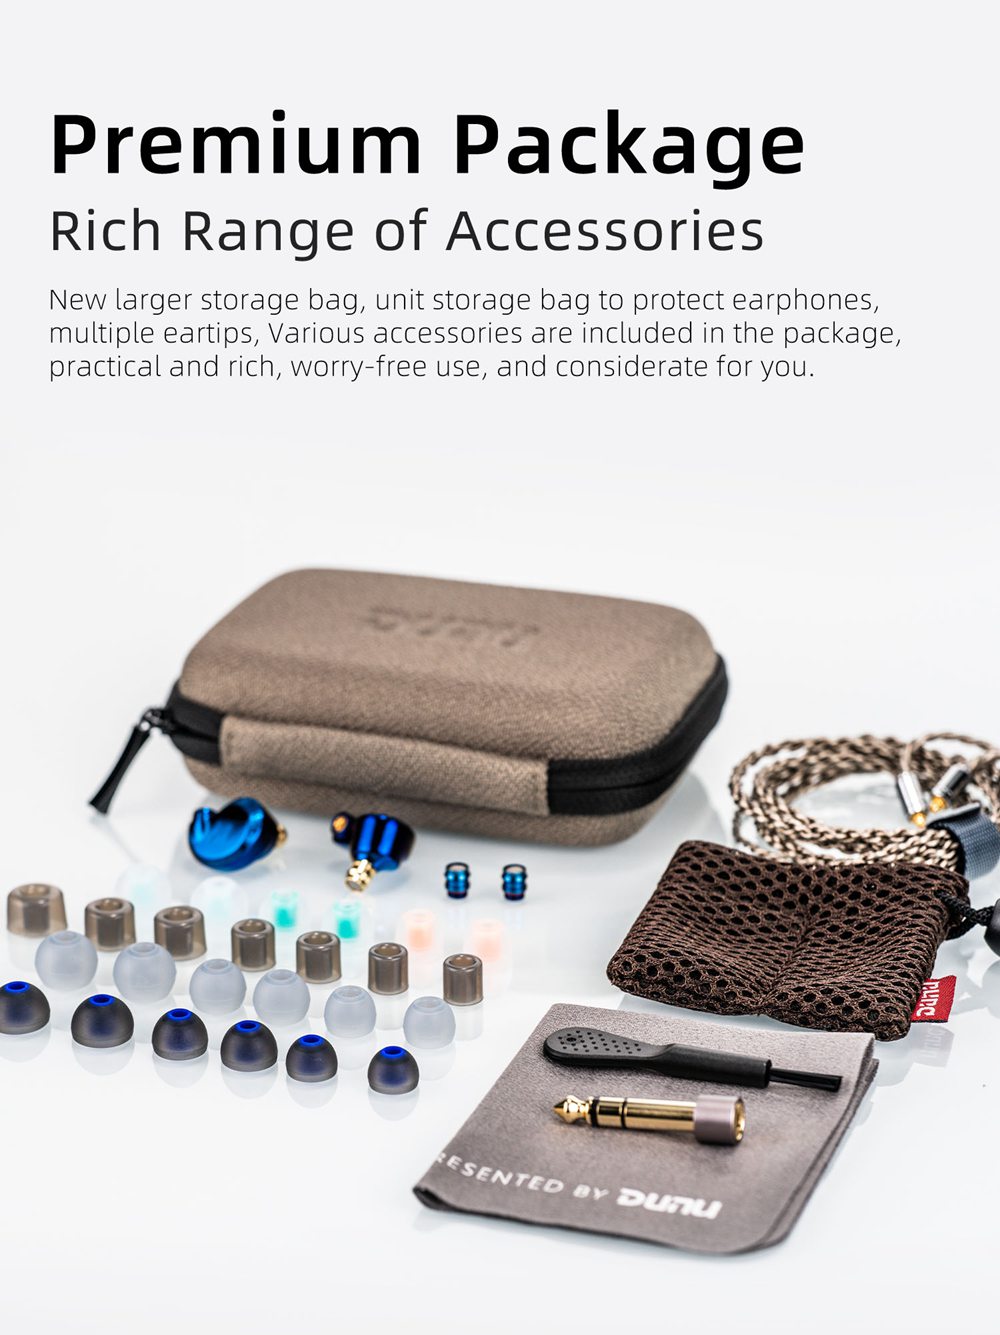 Premium Package
Rich Range of Accessories
New larger storage bag, unit storage bag to protect earphones,
multiple eartips, Various accessories are included in the package,
practical and rich, worry-free use, and considerate for you.
DUNU
DUNU
RESENTED BY DUNU